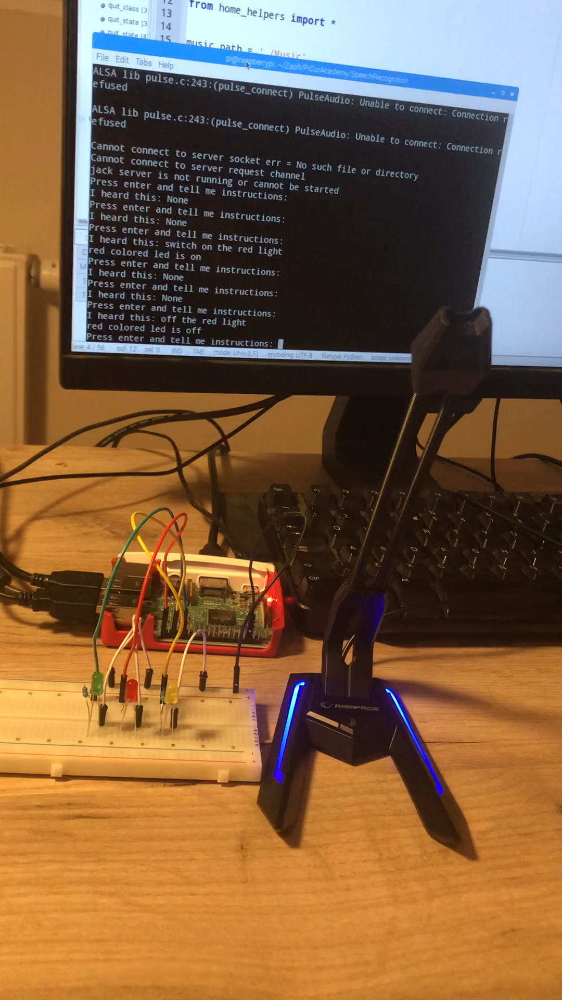 quit_class [3
quit_state [3
quit_state [4
12
13 from home_helpers import *
14
15 music_path = './Music'
pi@raspberrypi: ~/Zsolt/PiCurAcademy/SpeechRecognition
File Edit Tabs Help
ALSA lib pulse.c:243:(pulse_connect) PulseAudio: Unable to connect: Connection r
efused
ALSA lib pulse.c:243:(pulse_connect) PulseAudio: Unable to connect: Connection r
efused
Cannot connect to server socket err = No such file or directory
Cannot connect to server request channel
jack server is not running or cannot be started
Press enter and tell me instructions:
I heard this: None
Press enter and tell me instructions:
I heard this: None
Press enter and tell me instructions:
I heard this: switch on the red light
red colored led is on
Press enter and tell me instructions:
I heard this: None
Press enter and tell me instructions:
I heard this: None
Press enter and tell me instructions:
I heard this: off the red light
red colored led is off
Press enter and tell me instructions:
line: 4 / 56 col: 12 sel: 0 INS TAB mode: Unix (LF) encoding: UTF-8 filetype: Python scope: unknown
Esc F1 F2
Ctrl
Alt
RAMPAGE